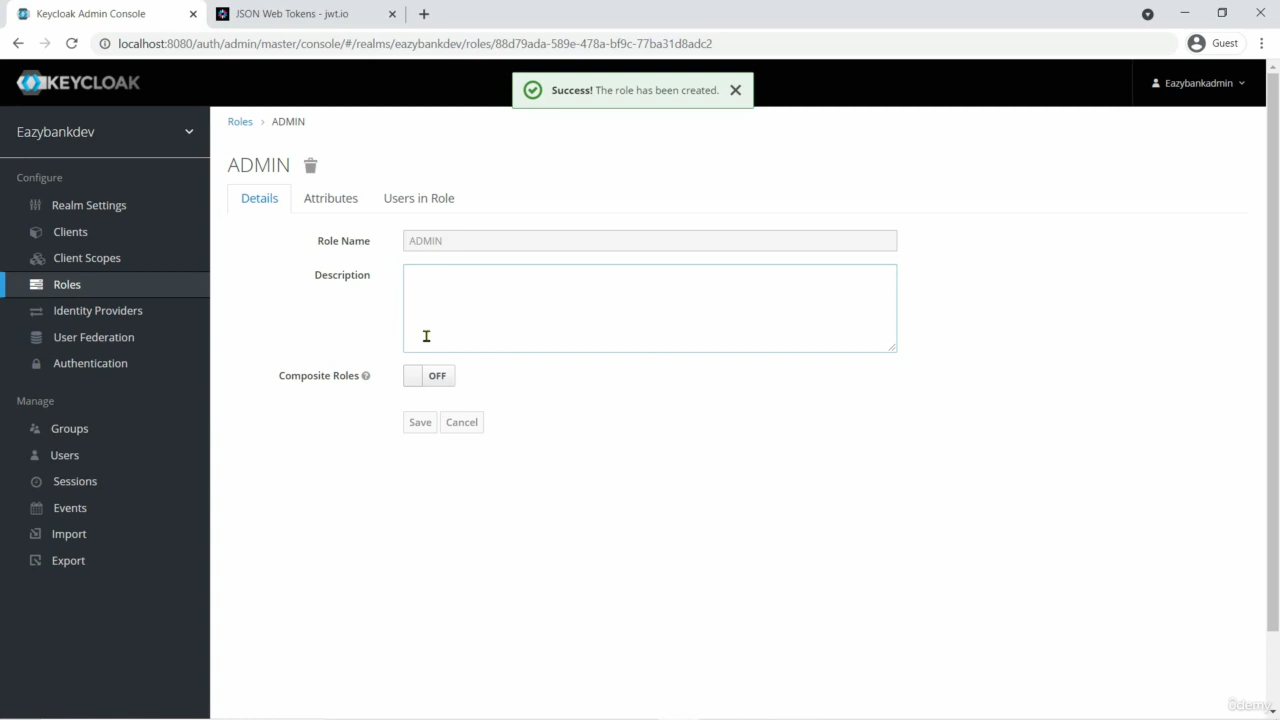 Keycloak Admin Console
JSON Web Tokens - jwt.io
localhost:8080/auth/admin/master/console/#/realms/eazybankdev/roles/88d79ada-589e-478a-bf9c-77ba31d8adc2
Guest
KEYCLOAK
Success! The role has been created.
Eazybankadmin
Eazybankdev
Roles > ADMIN
Configure
ADMIN
Details Attributes Users in Role
Realm Settings
Clients
Client Scopes
Roles
Identity Providers
User Federation
Authentication
Manage
Groups
Users
Sessions
Events
Import
Export
Role Name ADMIN
Description
Composite Roles OFF
Save Cancel
ûdemy